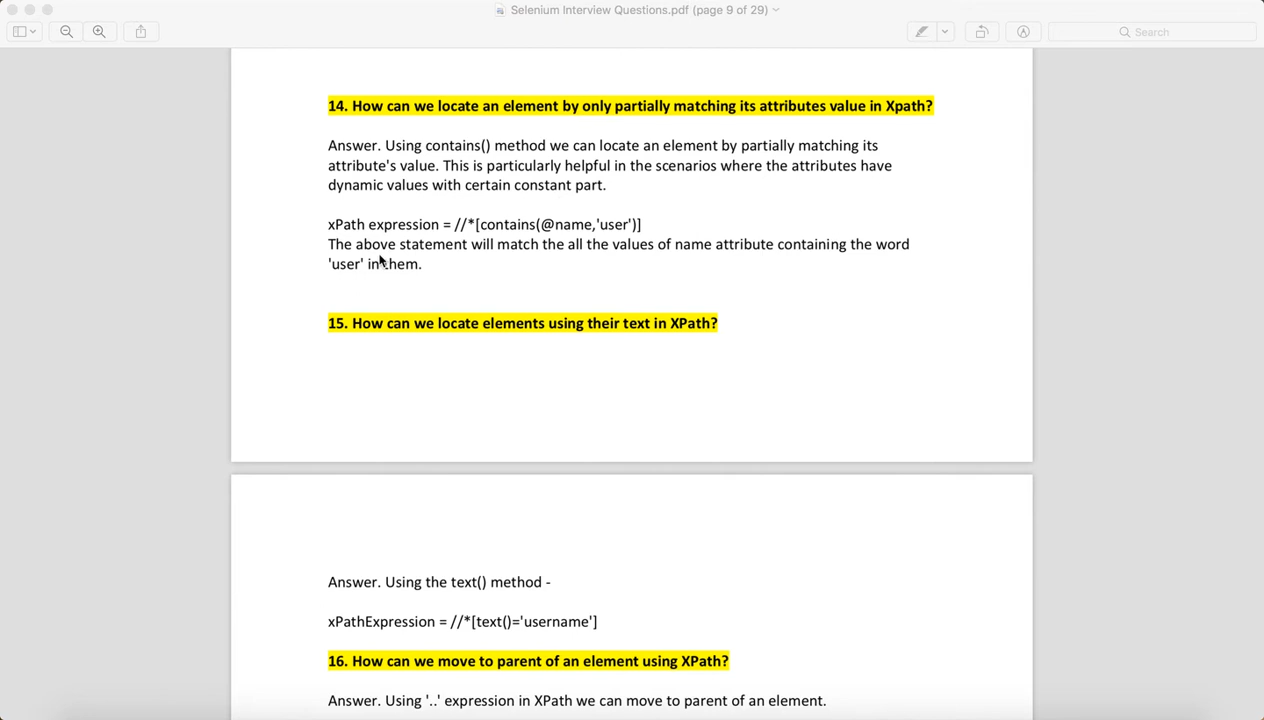 Selenium Interview Questions.pdf (page 9 of 29)
Search
14. How can we locate an element by only partially matching its attributes value in Xpath?
Answer. Using contains() method we can locate an element by partially matching its
attribute's value. This is particularly helpful in the scenarios where the attributes have
dynamic values with certain constant part.
xPath expression = //*[contains(@name,'user')]
The above statement will match the all the values of name attribute containing the word
'user' in them.
15. How can we locate elements using their text in XPath?
Answer. Using the text() method -
xPathExpression = //*[text()='username']
16. How can we move to parent of an element using XPath?
Answer. Using '..' expression in XPath we can move to parent of an element.